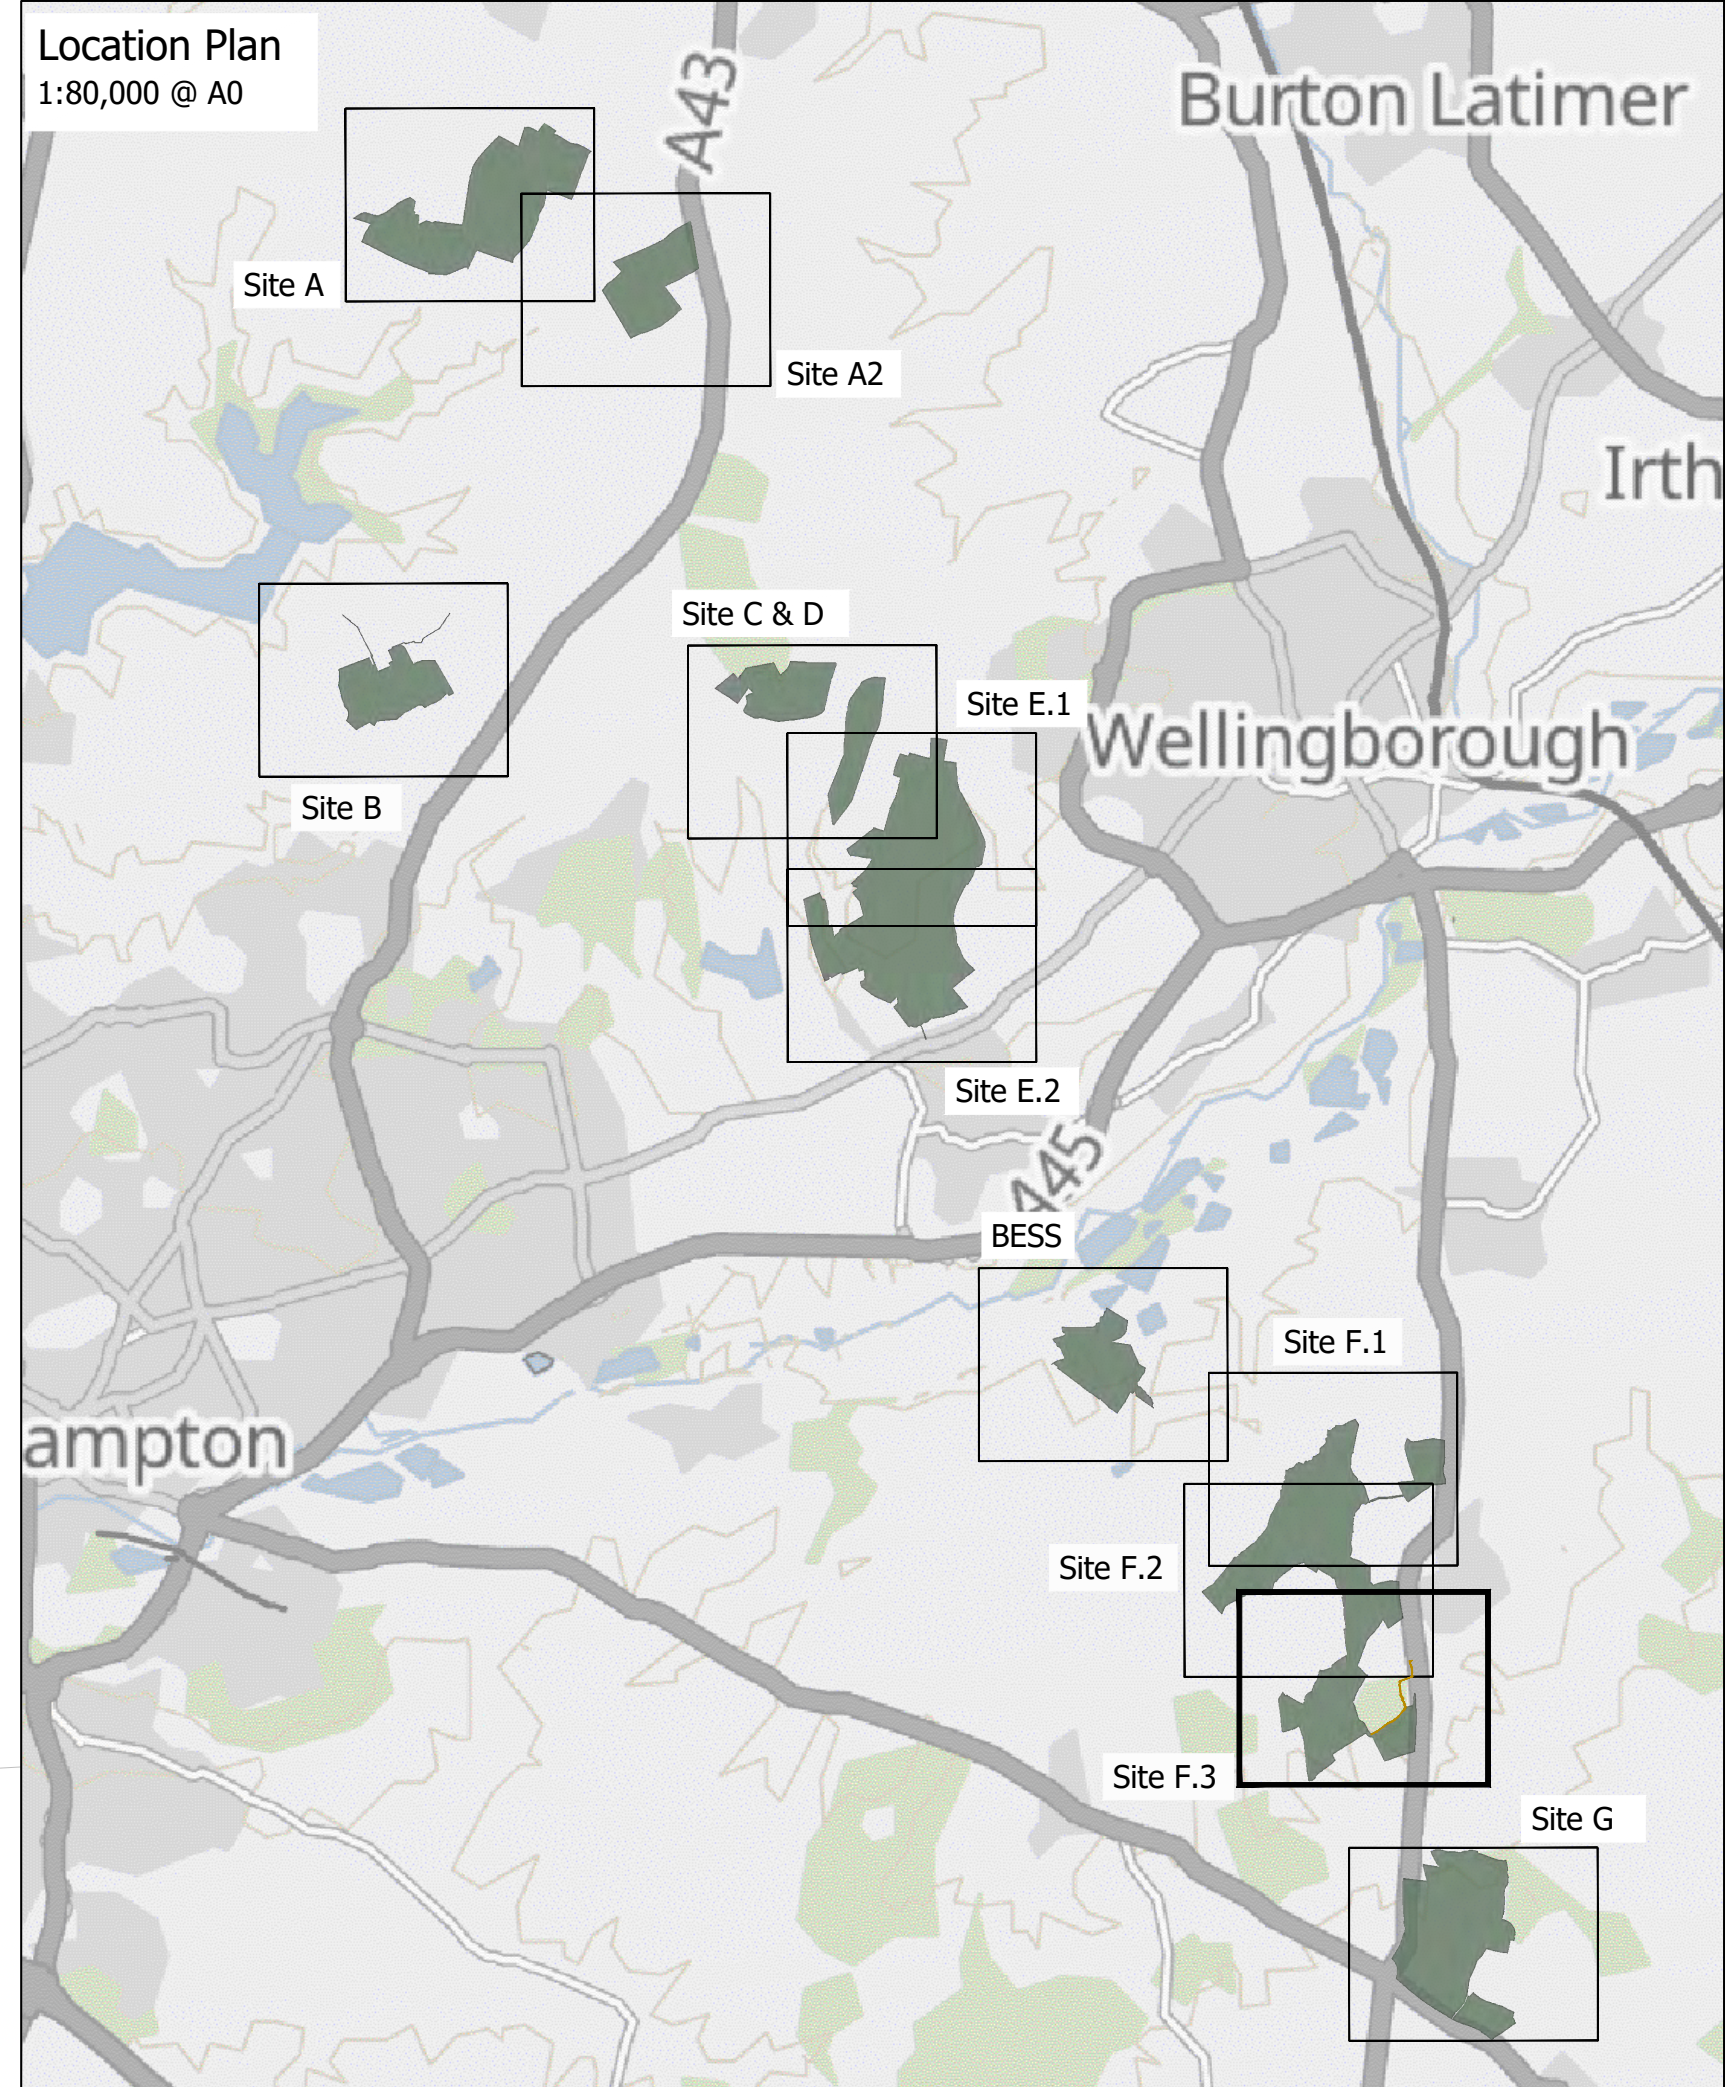 Location Plan
1:80,000 @ A0
A43
Burton Latimer
Site A
Site A2
Irth
Site C & D
Site E.1
Wellingborough
Site B
Site E.2
A45
BESS
Site F.1
ampton
Site F.2
Site F.3
Site G